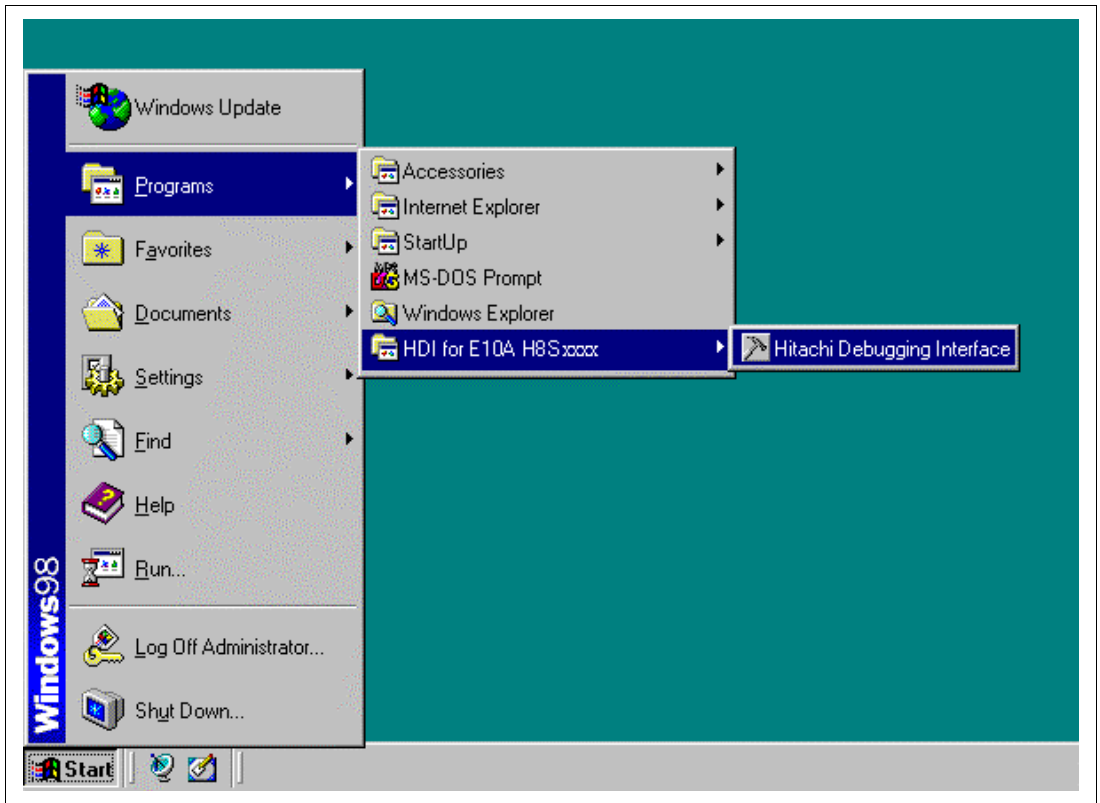 Windows Update
Programs
Favorites
Documents
Settings
Find
Help
Run...
Log Off Administrator...
Shut Down...
Windows98
Accessories
Internet Explorer
StartUp
MS-DOS Prompt
Windows Explorer
HDI for E10A H8Sxxxx
Hitachi Debugging Interface
Start